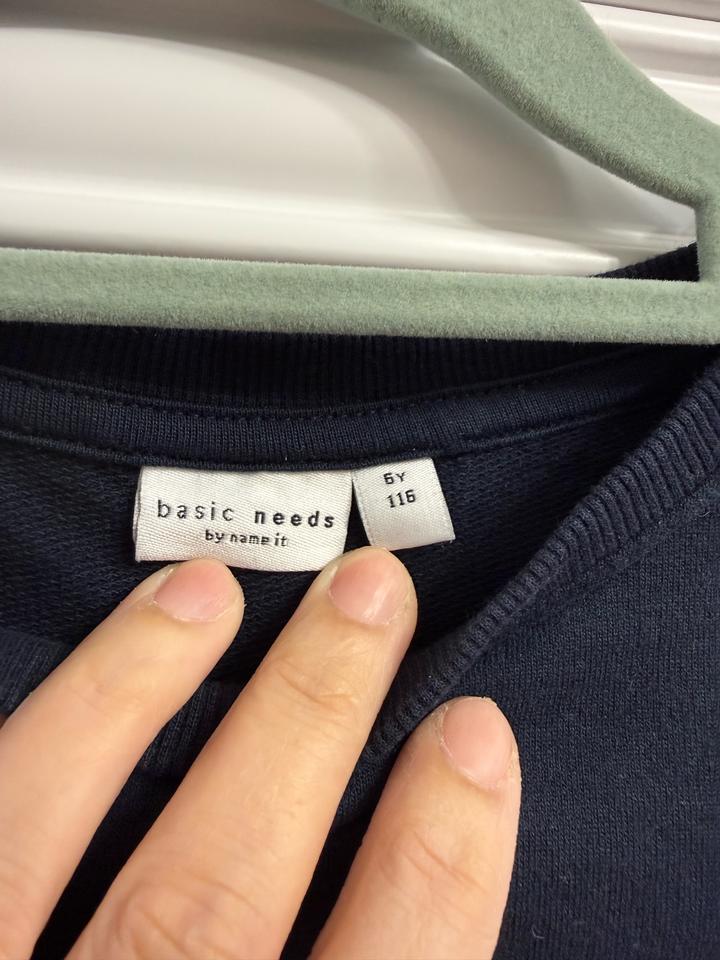 basic needs
by name it
6Y
116